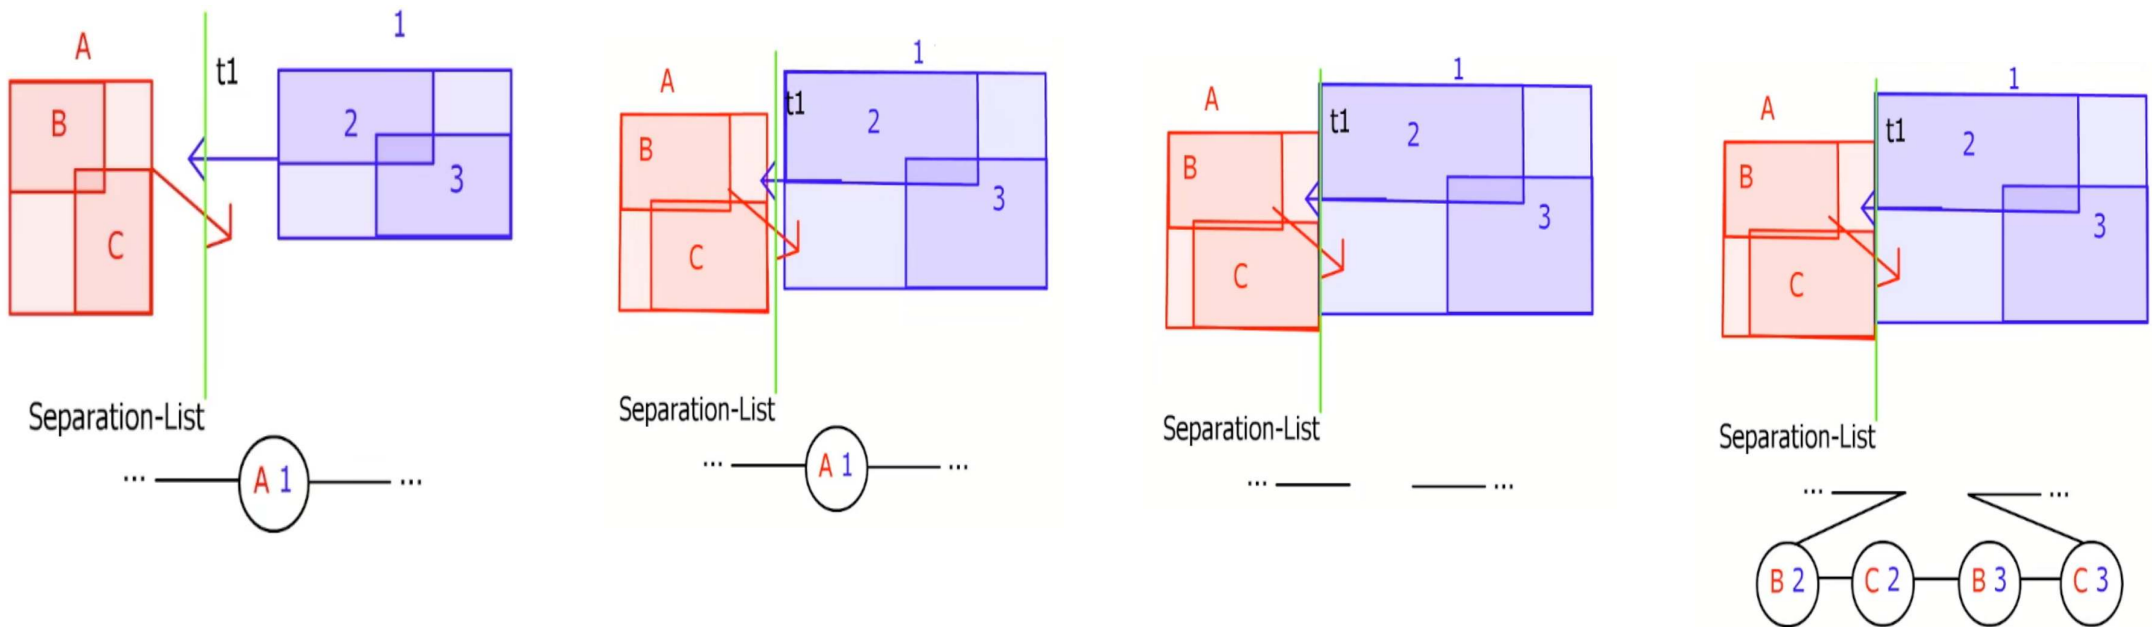 A
1
t1
B
2
3
C
Separation-List
... A 1 ...
A
1
t1
B
2
3
C
Separation-List
... A 1 ...
A
1
t1
B
2
3
C
Separation-List
... ...
A
1
t1
B
2
3
C
Separation-List
... ...
B 2 C 2 B 3 C 3